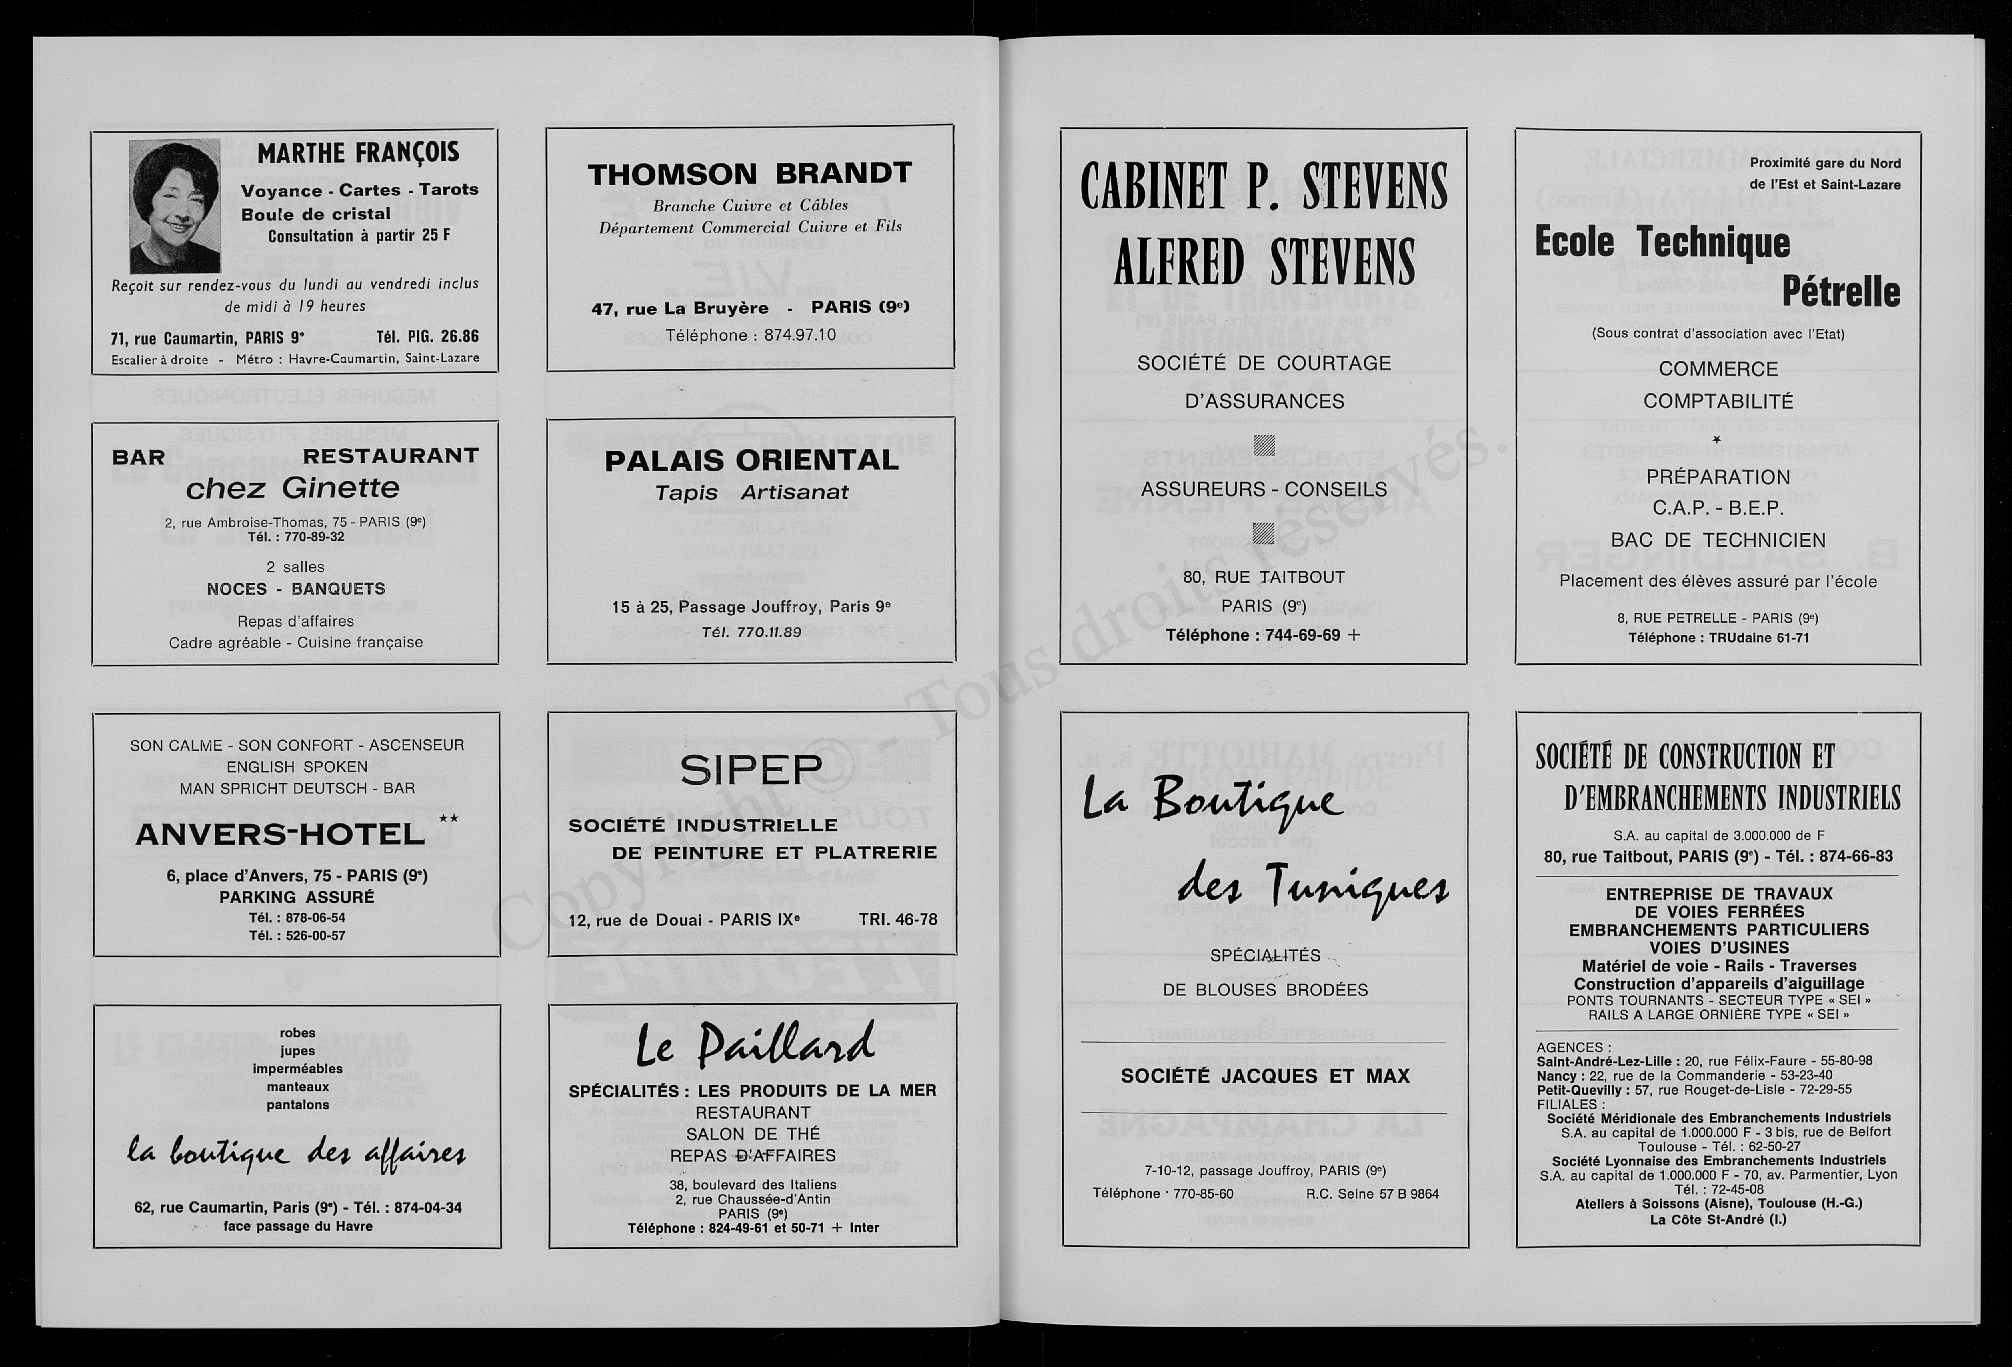 MARTHE FRANÇOIS
Voyance - Cartes - Tarots
Boule de cristal
Consultation à partir 25 F
Reçoit sur rendez-vous du lundi au vendredi inclus
de midi à 19 heures
71, rue Caumartin, PARIS 9e Tél. PIG. 26.86
Escalier à droite - Métro : Havre-Caumartin, Saint-Lazare
THOMSON BRANDT
Branche Cuivre et Câbles
Département Commercial Cuivre et Fils
47, rue La Bruyère - PARIS (9e)
Téléphone : 874.97.10
BAR RESTAURANT
chez Ginette
2, rue Ambroise-Thomas, 75 - PARIS (9e)
Tél. : 770-89-32
2 salles
NOCES - BANQUETS
Repas d'affaires
Cadre agréable - Cuisine française
PALAIS ORIENTAL
Tapis Artisanat
15 à 25, Passage Jouffroy, Paris 9e
Tél. 770.11.89
SON CALME - SON CONFORT - ASCENSEUR
ENGLISH SPOKEN
MAN SPRICHT DEUTSCH - BAR
ANVERS-HOTEL **
6, place d'Anvers, 75 - PARIS (9e)
PARKING ASSURÉ
Tél. : 878-06-54
Tél. : 526-00-57
SIPEP
SOCIÉTÉ INDUSTRIELLE
DE PEINTURE ET PLATRERIE
12, rue de Douai - PARIS IXe TRI. 46-78
robes
jupes
imperméables
manteaux
pantalons
la boutique des affaires
62, rue Caumartin, Paris (9e) - Tél. : 874-04-34
face passage du Havre
Le Paillard
SPÉCIALITÉS : LES PRODUITS DE LA MER
RESTAURANT
SALON DE THÉ
REPAS D'AFFAIRES
38, boulevard des Italiens
2, rue Chaussée-d'Antin
PARIS (9e)
Téléphone : 824-49-61 et 50-71 + Inter
CABINET P. STEVENS
ALFRED STEVENS
SOCIÉTÉ DE COURTAGE
D'ASSURANCES
ASSUREURS - CONSEILS
80, RUE TAITBOUT
PARIS (9e)
Téléphone : 744-69-69 +
Proximité gare du Nord
de l'Est et Saint-Lazare
Ecole Technique
Pétrelle
(Sous contrat d'association avec l'Etat)
COMMERCE
COMPTABILITÉ
*
PRÉPARATION
C.A.P. - B.E.P.
BAC DE TECHNICIEN
Placement des élèves assuré par l'école
8, RUE PETRELLE - PARIS (9e)
Téléphone : TRUdaine 61-71
La Boutique
des Tuniques
SPÉCIALITÉS
DE BLOUSES BRODÉES
SOCIÉTÉ JACQUES ET MAX
7-10-12, passage Jouffroy, PARIS (9e)
Téléphone : 770-85-60 R.C. Seine 57 B 9864
SOCIÉTÉ DE CONSTRUCTION ET
D'EMBRANCHEMENTS INDUSTRIELS
S.A. au capital de 3.000.000 de F
80, rue Taitbout, PARIS (9e) - Tél. : 874-66-83
ENTREPRISE DE TRAVAUX
DE VOIES FERRÉES
EMBRANCHEMENTS PARTICULIERS
VOIES D'USINES
Matériel de voie - Rails - Traverses
Construction d'appareils d'aiguillage
PONTS TOURNANTS - SECTEUR TYPE « SEI »
RAILS A LARGE ORNIÈRE TYPE « SEI »
AGENCES :
Saint-André-Lez-Lille : 20, rue Félix-Faure - 55-80-98
Nancy : 22, rue de la Commanderie - 53-23-40
Petit-Quevilly : 57, rue Rouget-de-Lisle - 72-29-55
FILIALES :
Société Méridionale des Embranchements Industriels
S.A. au capital de 1.000.000 F - 3 bis, rue de Belfort
Toulouse - Tél. : 62-50-27
Société Lyonnaise des Embranchements Industriels
S.A. au capital de 1.000.000 F - 70, av. Parmentier, Lyon
Tél. : 72-45-08
Ateliers à Soissons (Aisne), Toulouse (H.-G.)
La Côte St-André (I.)
Copyright © - Tous droits réservés.